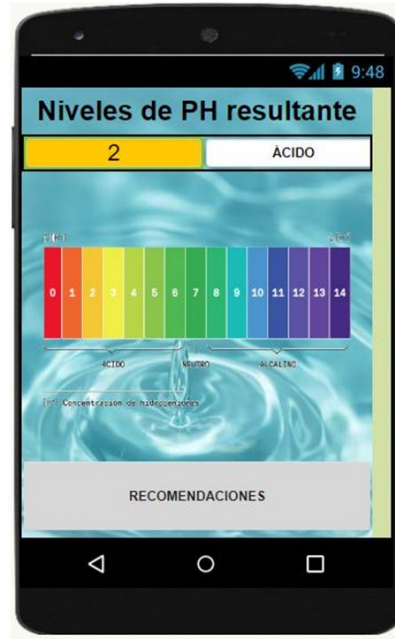 9:48
Niveles de PH resultante
2 ÀCIDO
0 1 2 3 4 5 6 7 8 9 10 11 12 13 14
ACIDO NEUTRO ALCALINO
Concentración de hidrogeniones
RECOMENDACIONES